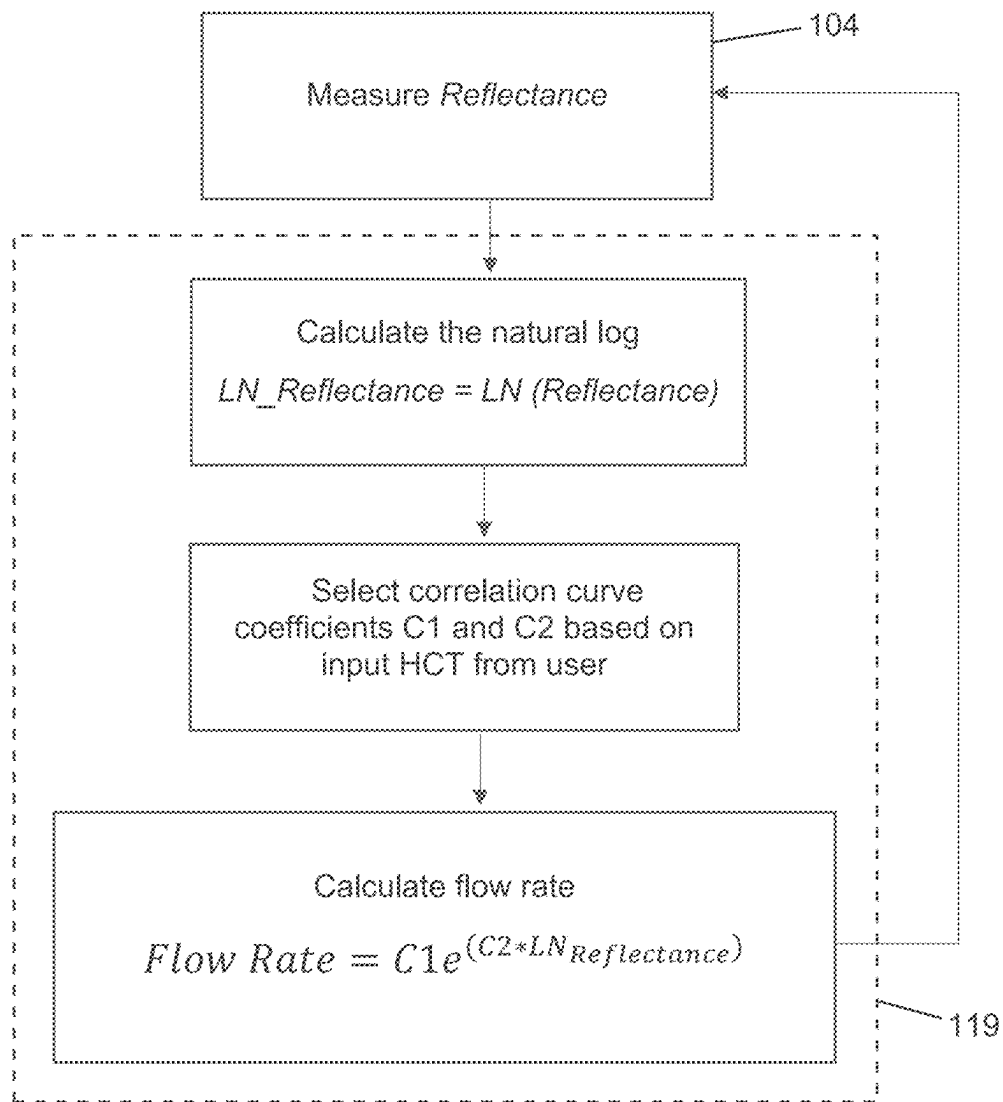 104
Measure Reflectance
Calculate the natural log
LN_Reflectance = LN (Reflectance)
Select correlation curve
coefficients C1 and C2 based on
input HCT from user
Calculate flow rate
Flow Rate = C1e^(C2*LN_Reflectance)
119